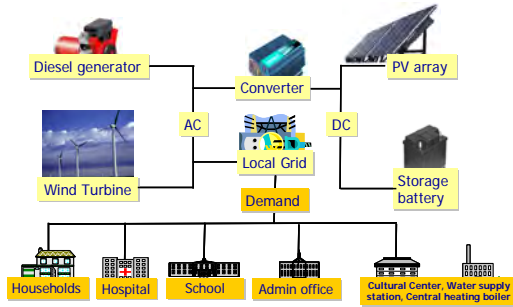 Diesel generator
Converter
PV array
AC
DC
Wind Turbine
Local Grid
Storage
battery
Demand
Households
Hospital
School
Admin office
Cultural Center, Water supply
station, Central heating boiler